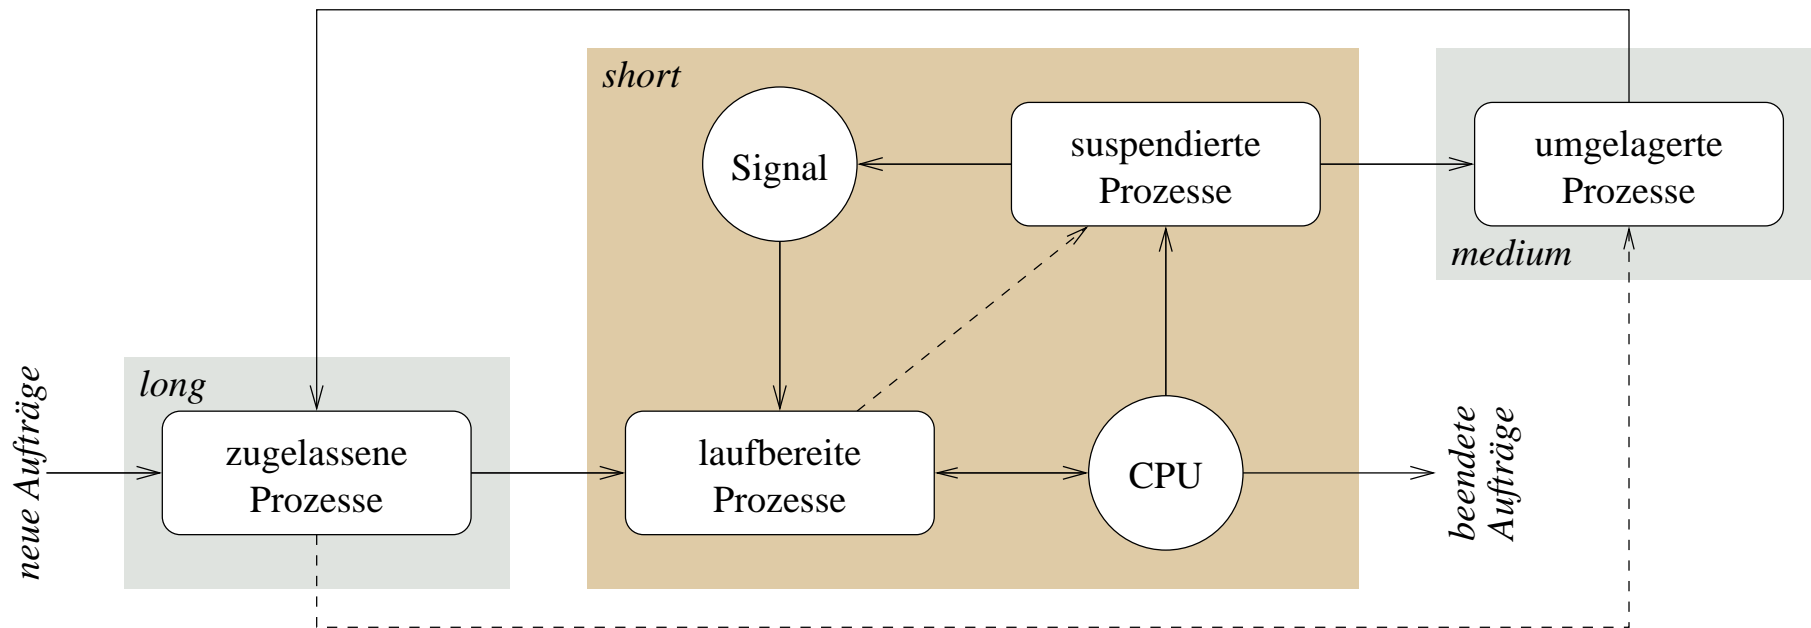 short
Signal
suspendierte
Prozesse
umgelagerte
Prozesse
medium
neue Aufträge
long
zugelassene
Prozesse
laufbereite
Prozesse
CPU
beendete
Aufträge